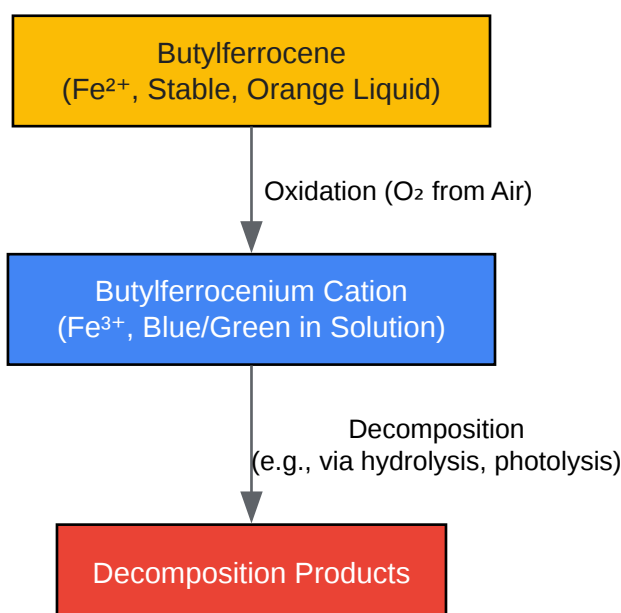 Butylferrocene
(Fe²⁺, Stable, Orange Liquid)
Oxidation (O₂ from Air)
Butylferrocenium Cation
(Fe³⁺, Blue/Green in Solution)
Decomposition
(e.g., via hydrolysis, photolysis)
Decomposition Products